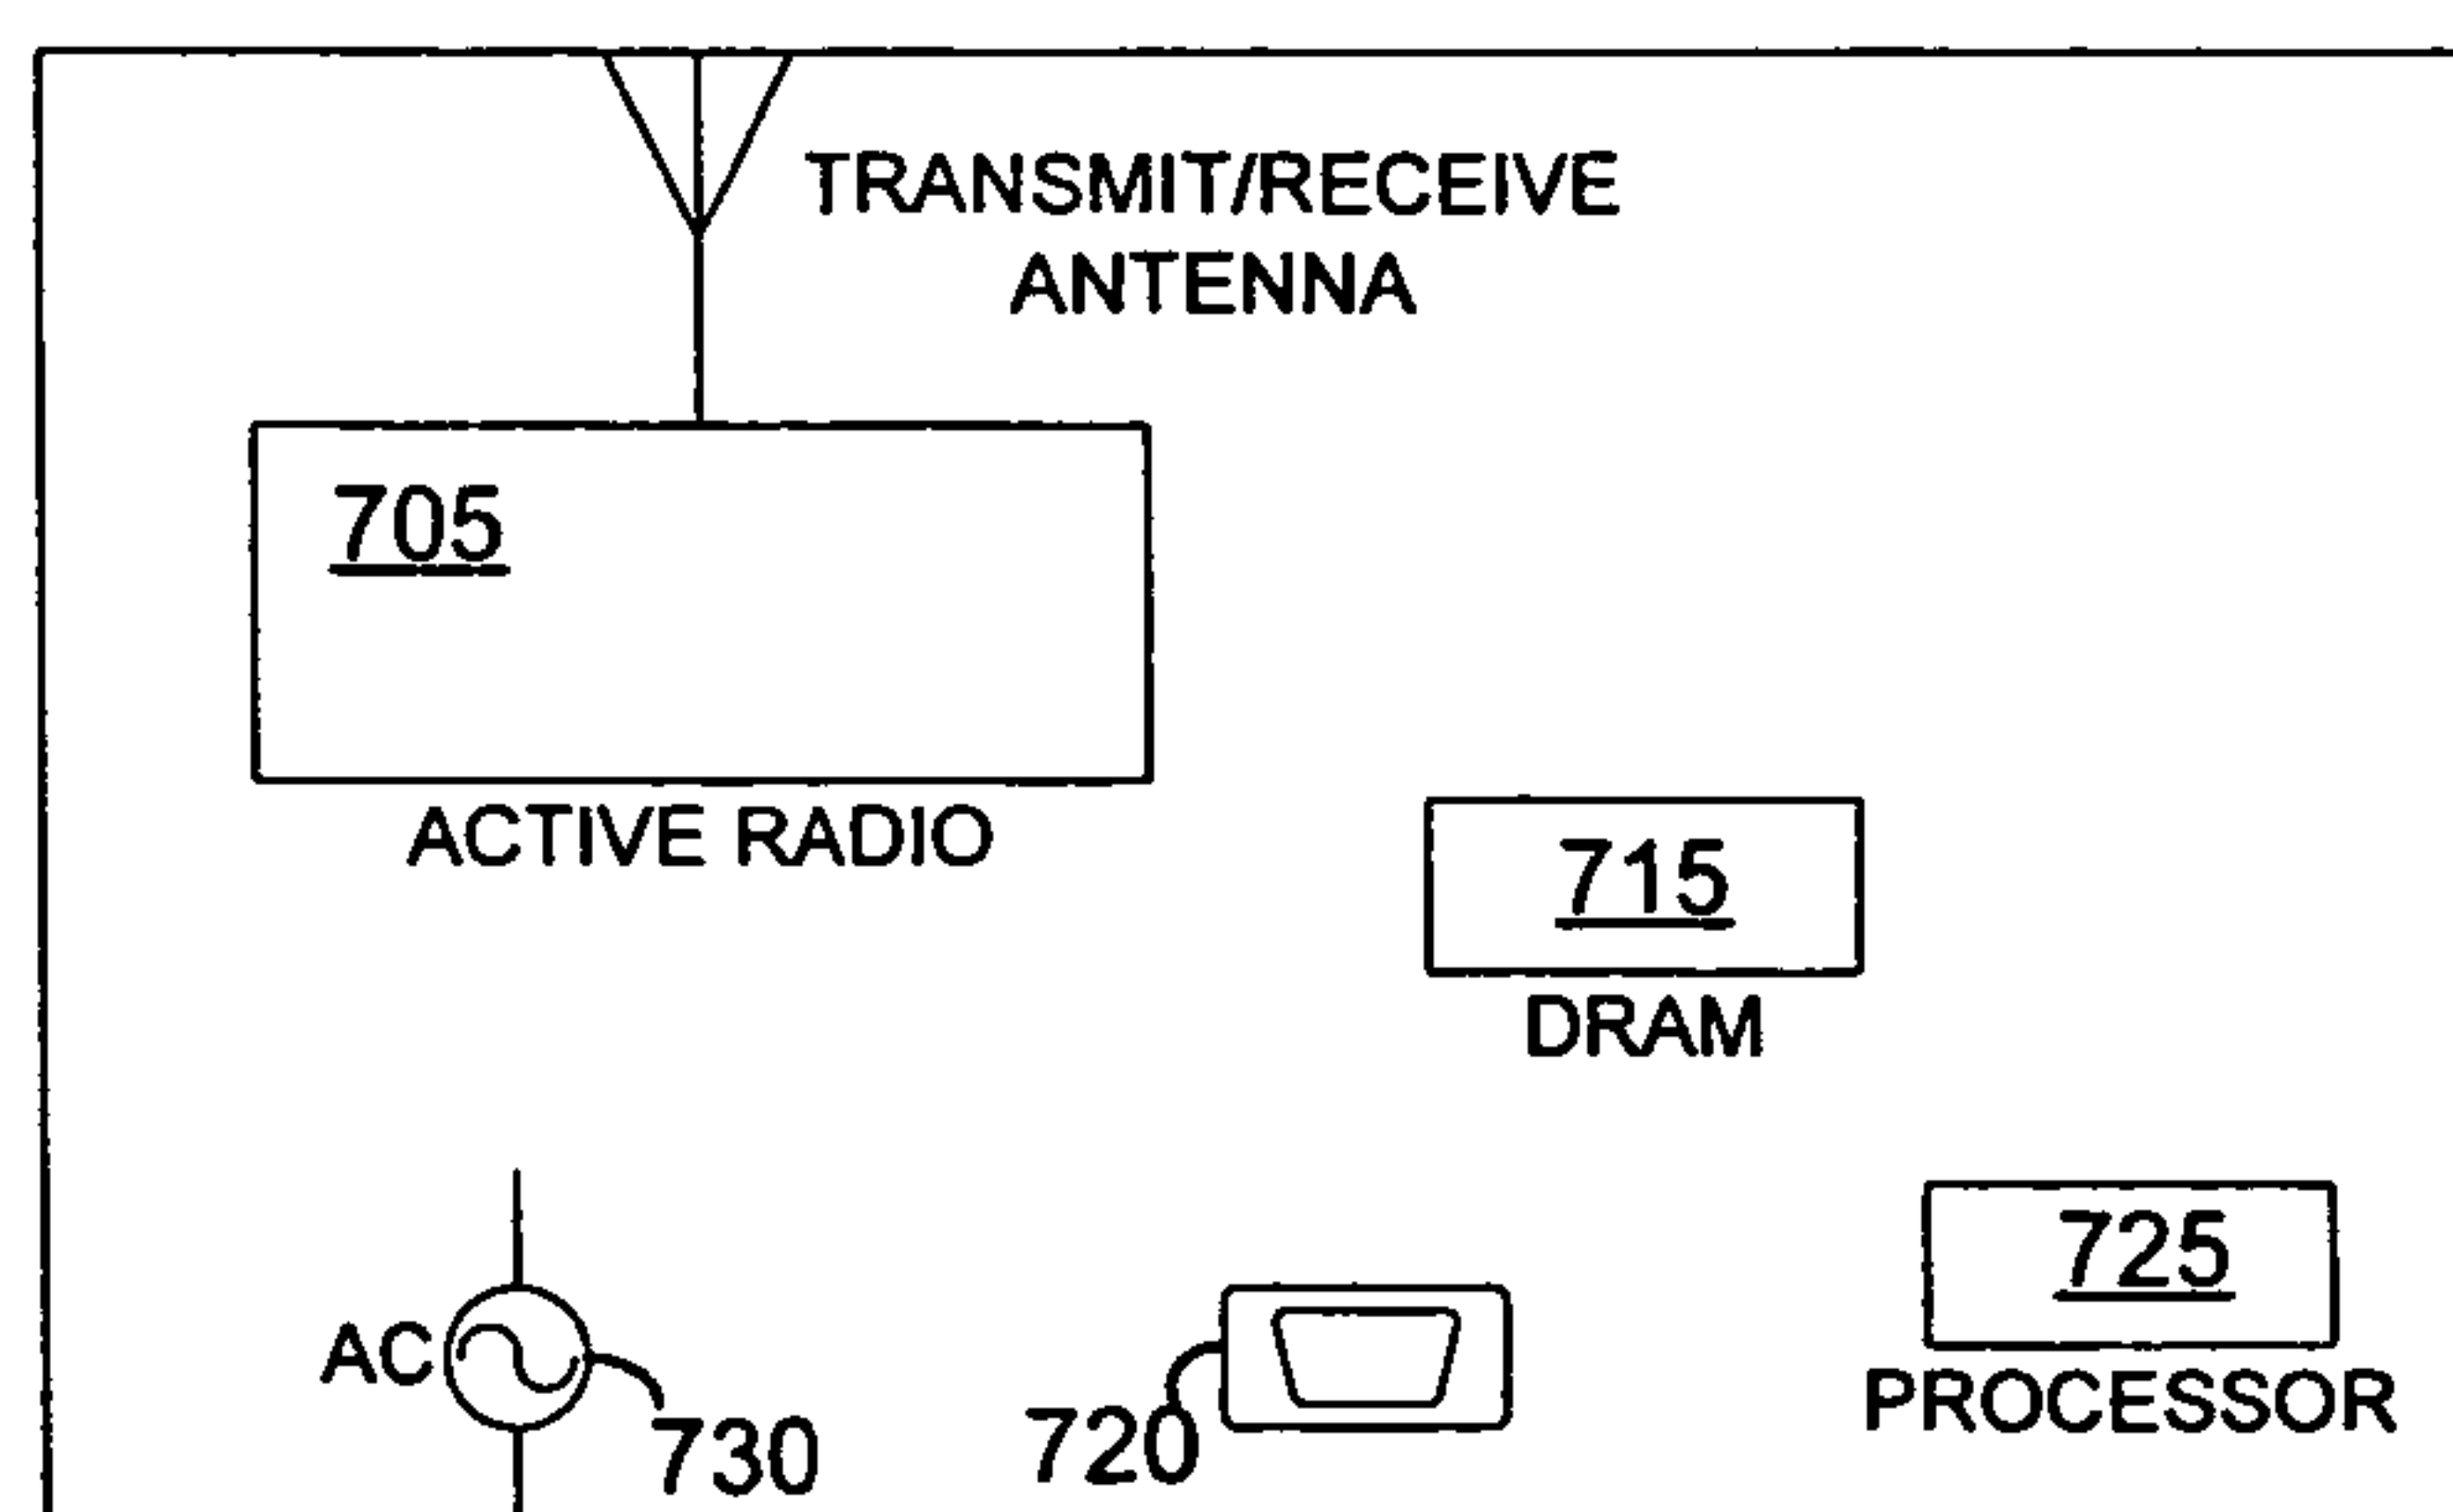 TRANSMIT/RECEIVE
ANTENNA
705
ACTIVE RADIO
715
DRAM
725
PROCESSOR
AC
730
720